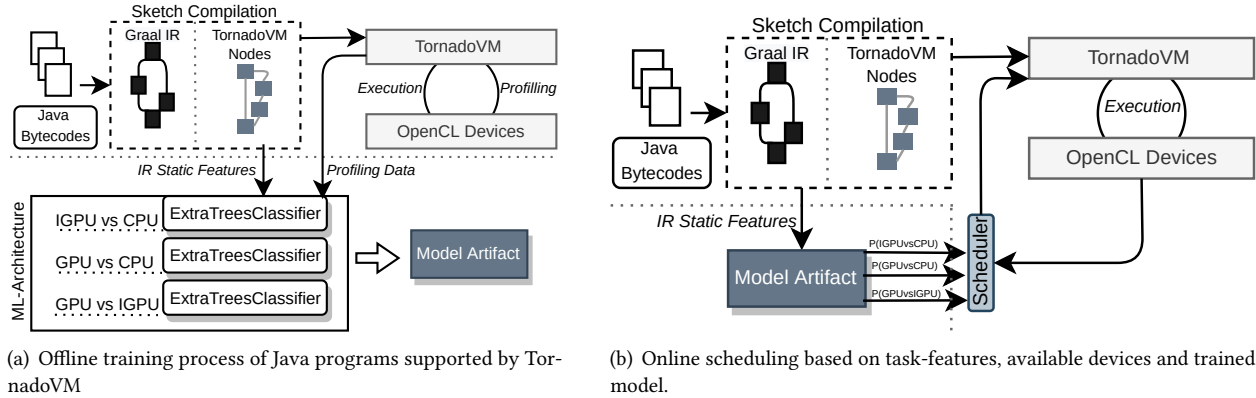 Sketch Compilation
Graal IR
TornadoVM
Nodes
TornadoVM
Execution
Profilling
OpenCL Devices
Java
Bytecodes
IR Static Features
Profiling Data
ML-Architecture
IGPU vs CPU
ExtraTreesClassifier
GPU vs CPU
ExtraTreesClassifier
GPU vs IGPU
ExtraTreesClassifier
Model Artifact
(a) Offline training process of Java programs supported by Tor-
nadoVM
Sketch Compilation
Graal IR
TornadoVM
Nodes
TornadoVM
Execution
OpenCL Devices
Java
Bytecodes
IR Static Features
Model Artifact
P(IGPUvsCPU)
P(GPUvsCPU)
P(GPUvsIGPU)
Scheduler
(b) Online scheduling based on task-features, available devices and trained
model.